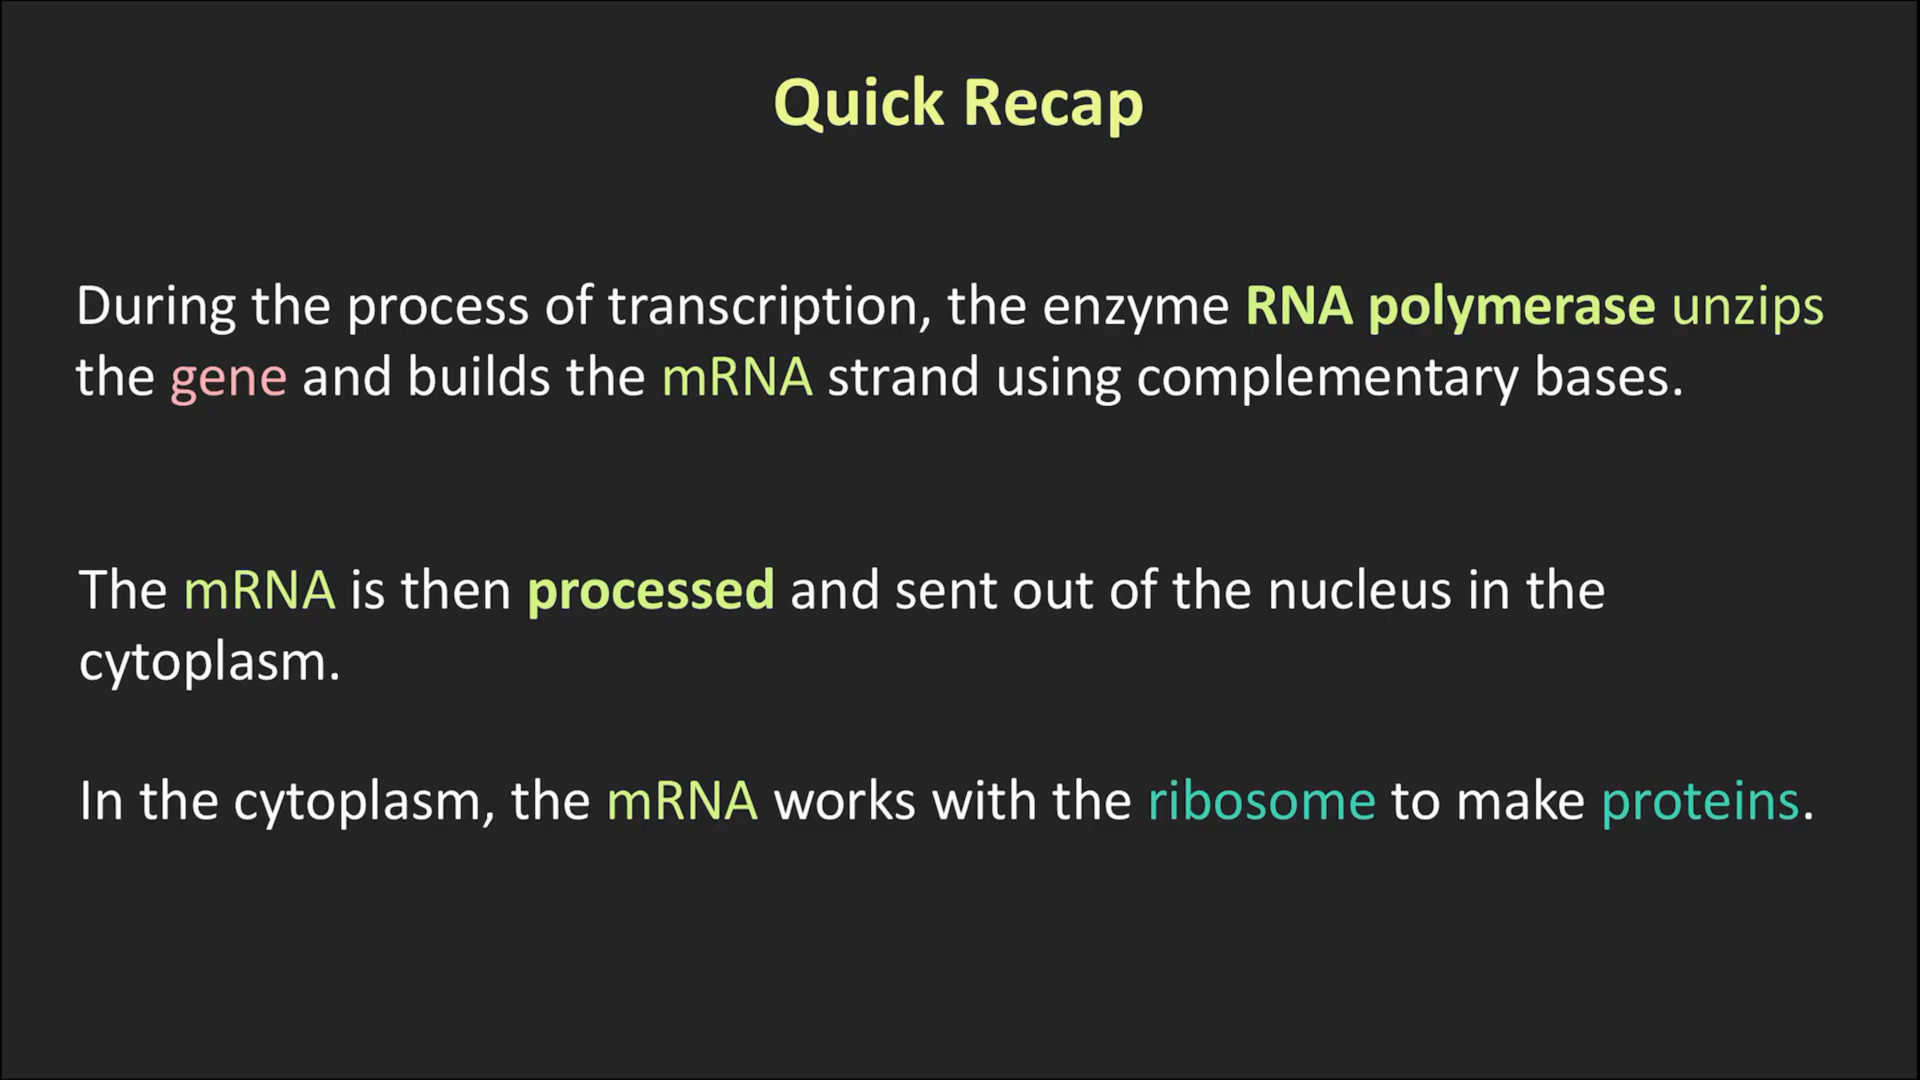 Quick Recap
During the process of transcription, the enzyme RNA polymerase unzips
the gene and builds the mRNA strand using complementary bases.
The mRNA is then processed and sent out of the nucleus in the
cytoplasm.
In the cytoplasm, the mRNA works with the ribosome to make proteins.